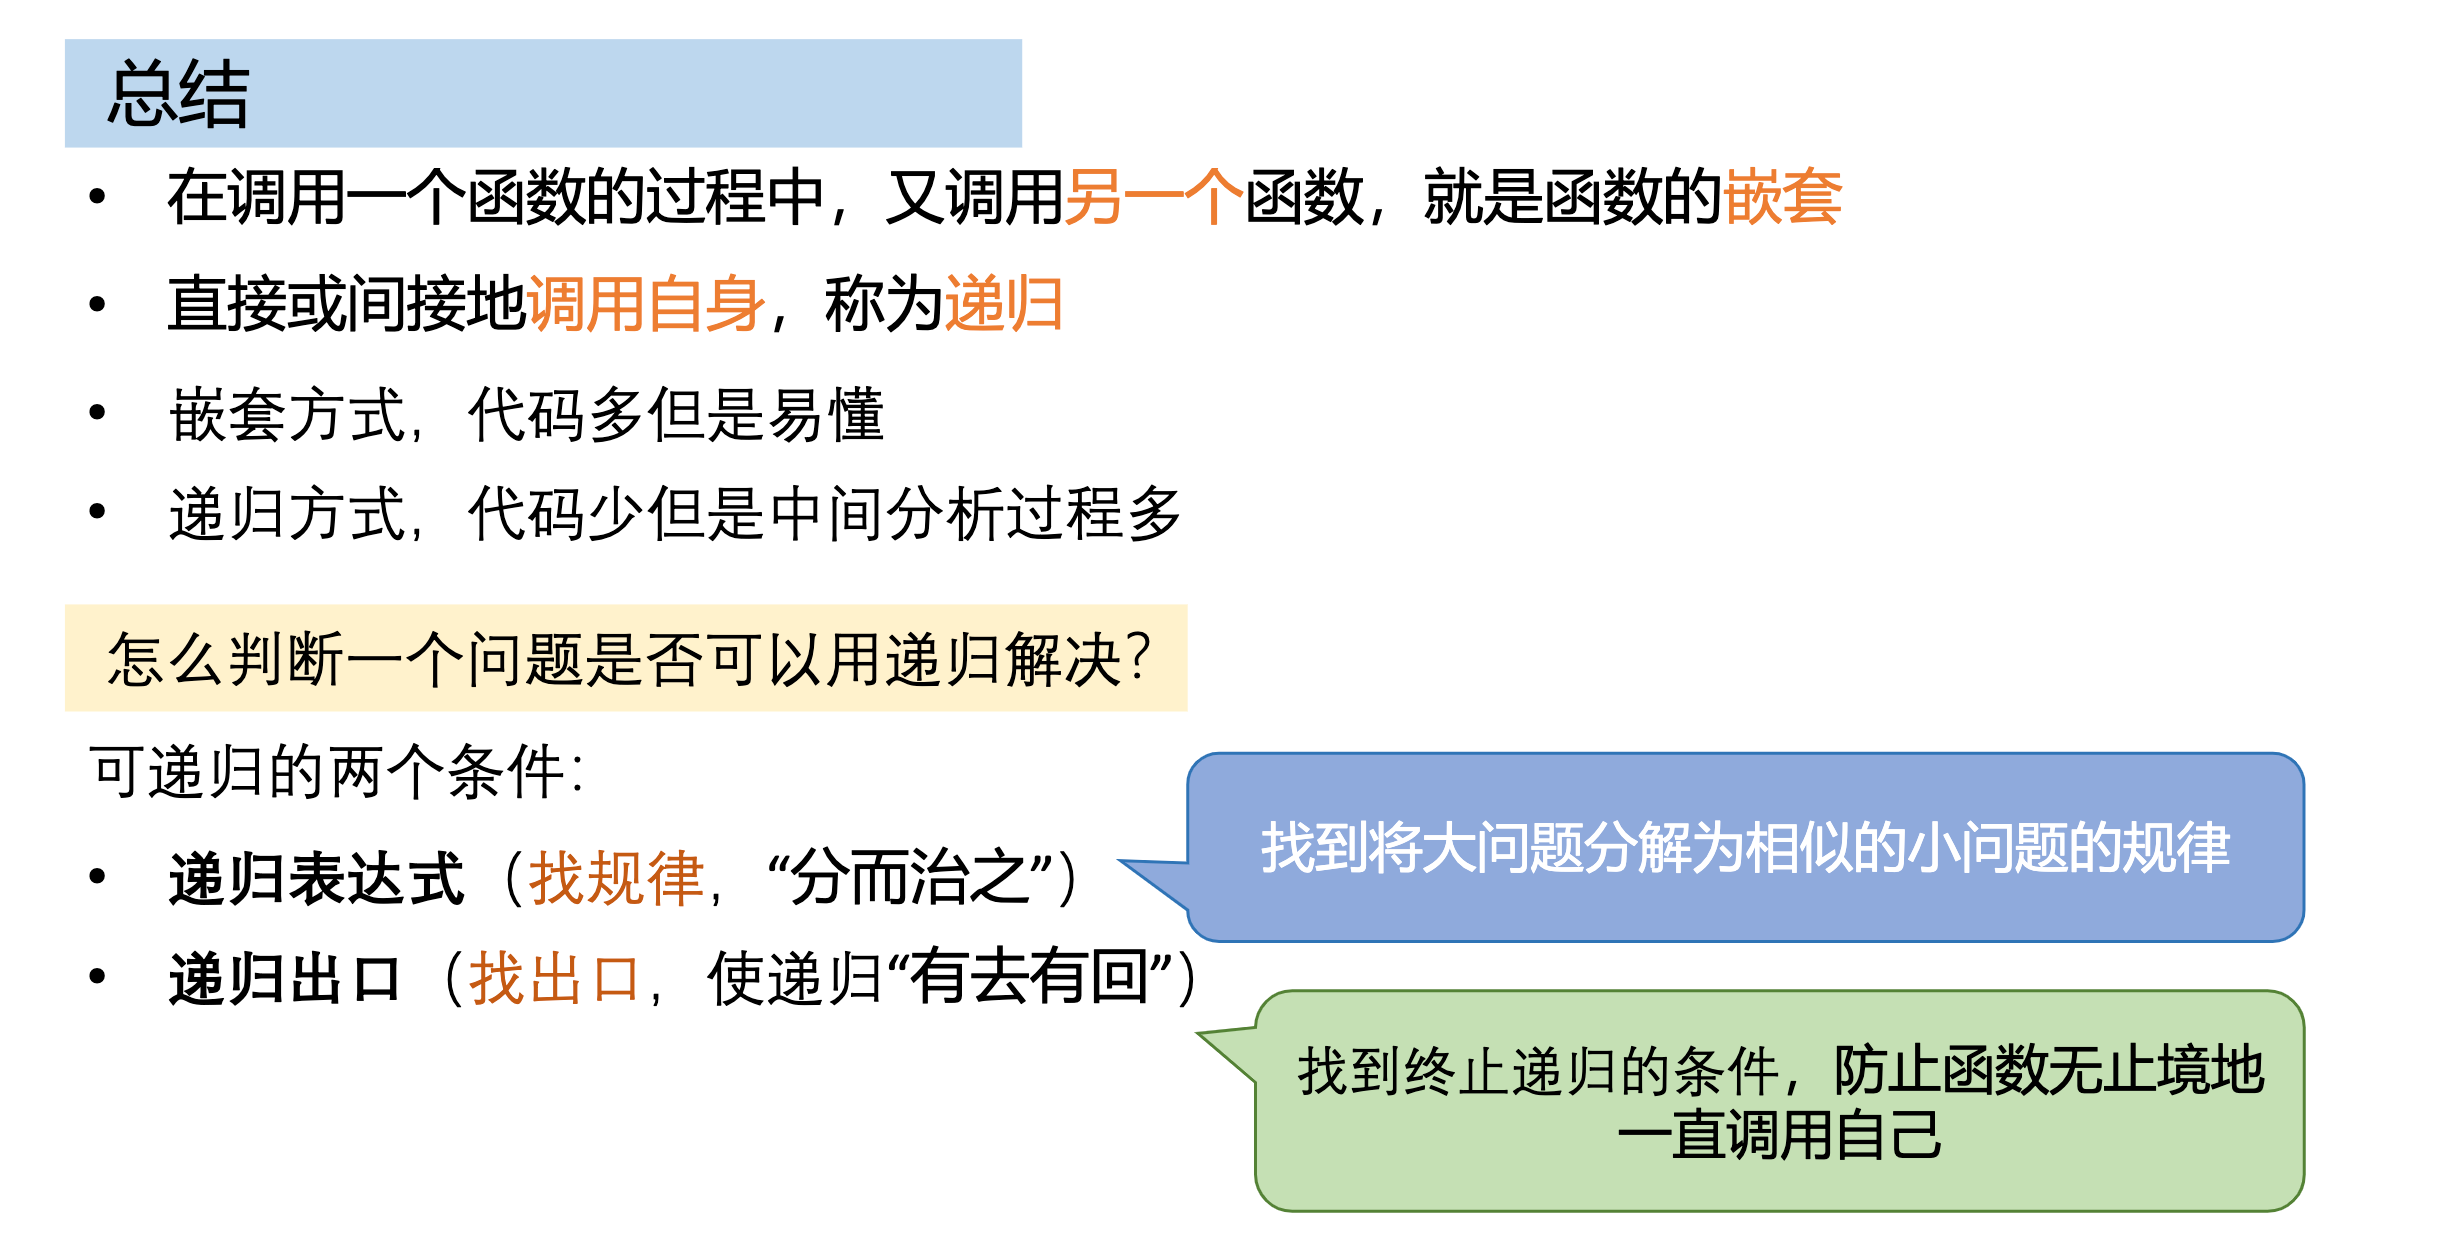 总结
• 在调用一个函数的过程中，又调用另一个函数，就是函数的嵌套
• 直接或间接地调用自身，称为递归
• 嵌套方式，代码多但是易懂
• 递归方式，代码少但是中间分析过程多
怎么判断一个问题是否可以用递归解决？
可递归的两个条件：
• 递归表达式（找规律，“分而治之”）
找到将大问题分解为相似的小问题的规律
• 递归出口（找出口，使递归“有去有回”）
找到终止递归的条件，防止函数无止境地
一直调用自己